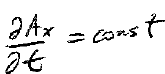 ∂Ax/∂t = const